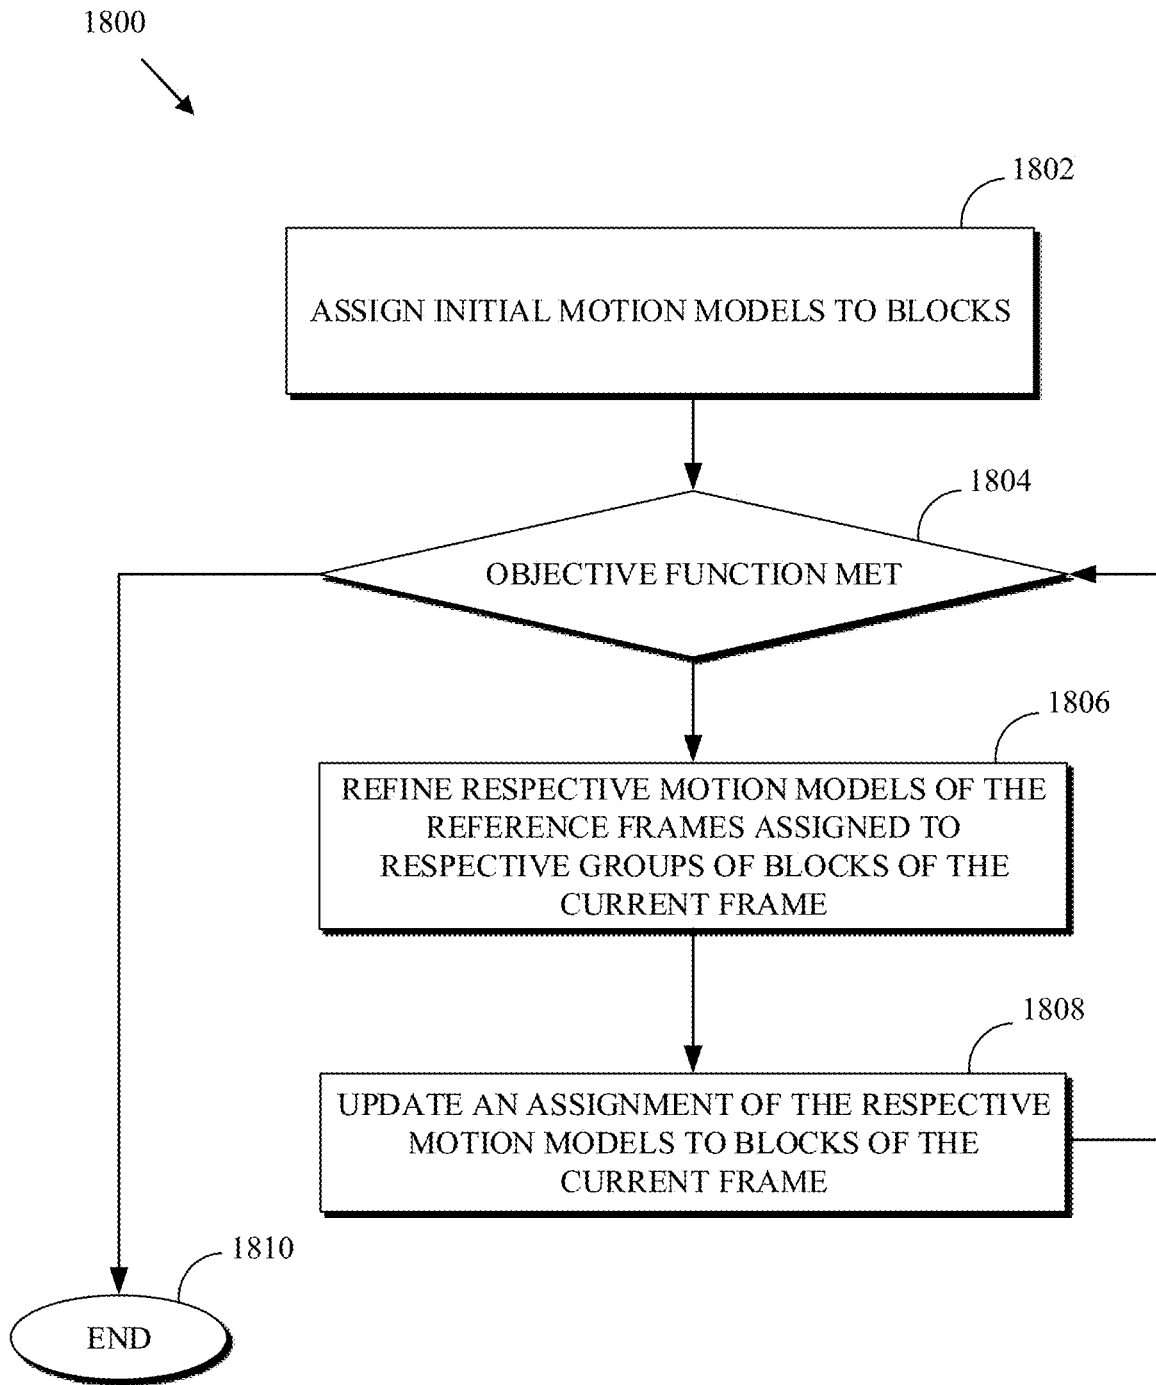 1800
1802
ASSIGN INITIAL MOTION MODELS TO BLOCKS
1804
OBJECTIVE FUNCTION MET
1806
REFINE RESPECTIVE MOTION MODELS OF THE
REFERENCE FRAMES ASSIGNED TO
RESPECTIVE GROUPS OF BLOCKS OF THE
CURRENT FRAME
1808
UPDATE AN ASSIGNMENT OF THE RESPECTIVE
MOTION MODELS TO BLOCKS OF THE
CURRENT FRAME
1810
END